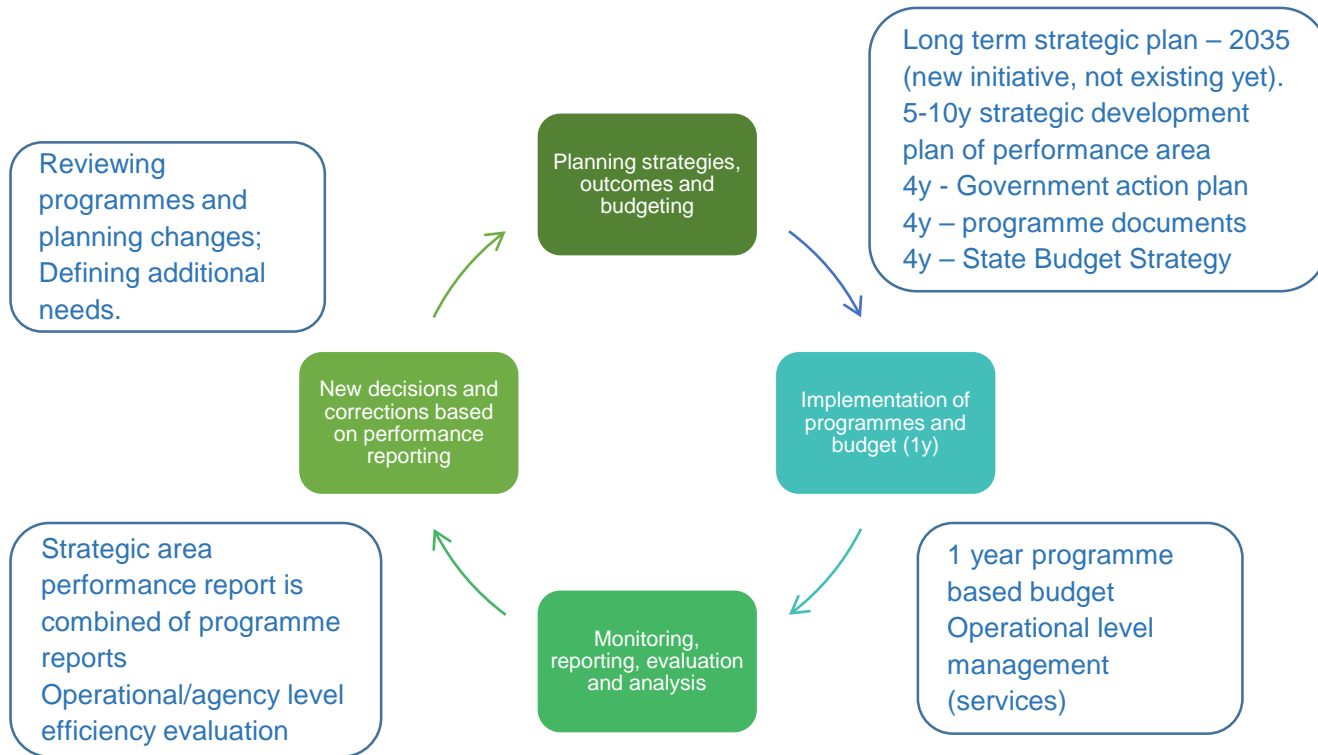 Long term strategic plan – 2035
(new initiative, not existing yet).
5-10y strategic development
plan of performance area
4y - Government action plan
4y – programme documents
4y – State Budget Strategy
Planning strategies,
outcomes and
budgeting
Reviewing
programmes and
planning changes;
Defining additional
needs.
New decisions and
corrections based
on performance
reporting
Implementation of
programmes and
budget (1y)
Strategic area
performance report is
combined of programme
reports
Operational/agency level
efficiency evaluation
Monitoring,
reporting, evaluation
and analysis
1 year programme
based budget
Operational level
management
(services)